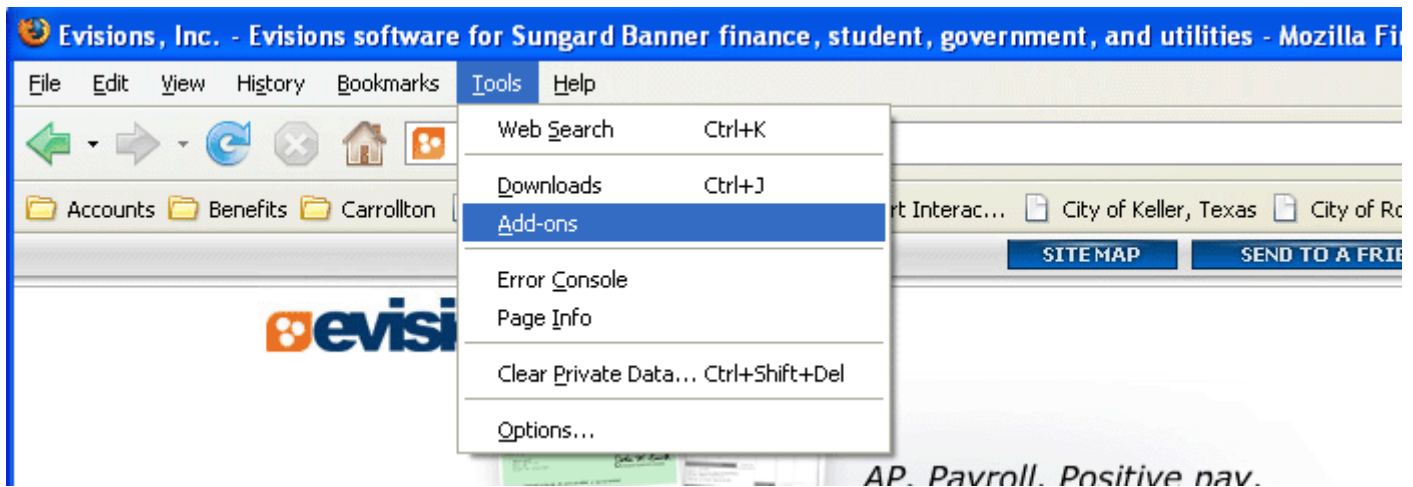 Evisions, Inc. - Evisions software for Sungard Banner finance, student, government, and utilities - Mozilla Fi
File Edit View History Bookmarks Tools Help
Web Search Ctrl+K
Downloads Ctrl+J
Accounts Benefits Carrollton rt Interac... City of Keller, Texas City of Ro
Add-ons
SITE MAP SEND TO A FRIE
Error Console
Page Info
evisi
Clear Private Data... Ctrl+Shift+Del
Options...
AP. Payroll. Positive pay.